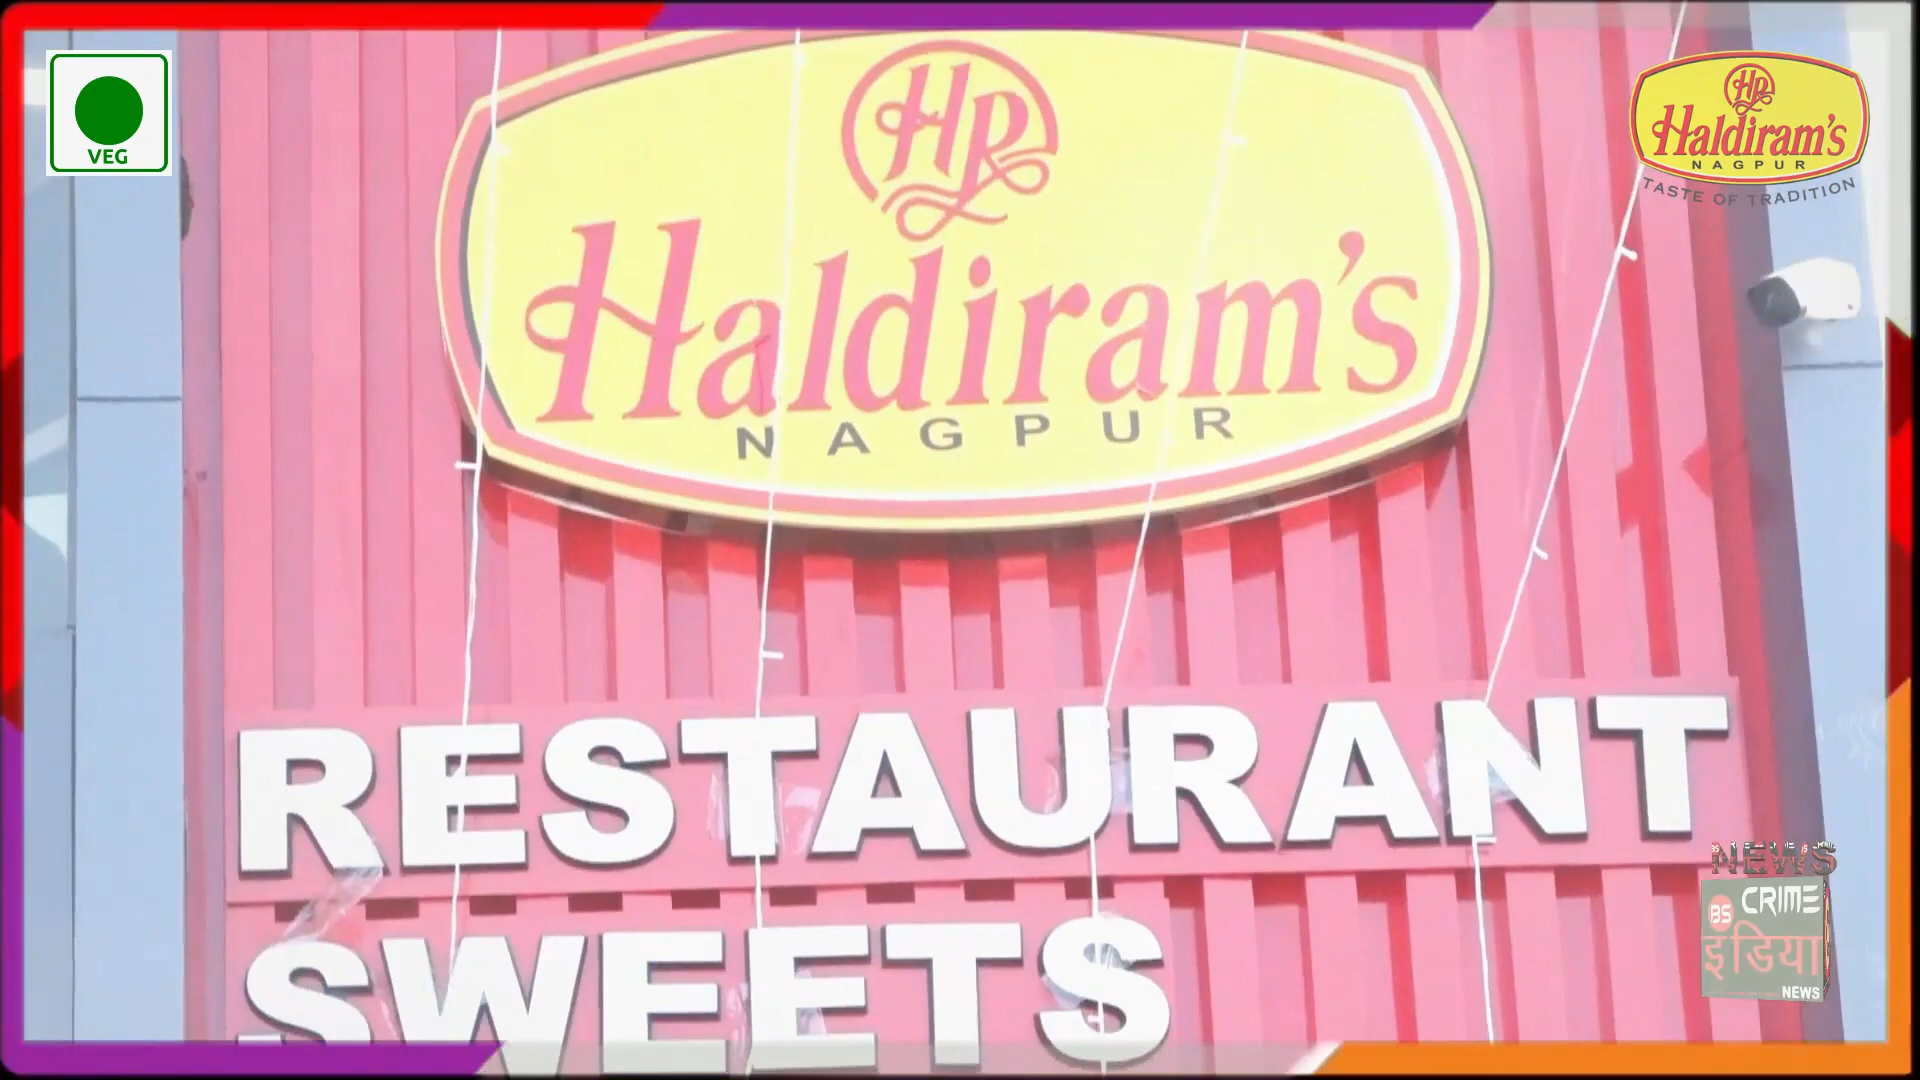 VEG
HR
Haldiram's
NAGPUR
HR
Haldiram's
NAGPUR
TASTE OF TRADITION
RESTAURANT
SWEETS
NEWS
CRIME
BS
इंडिया
NEWS